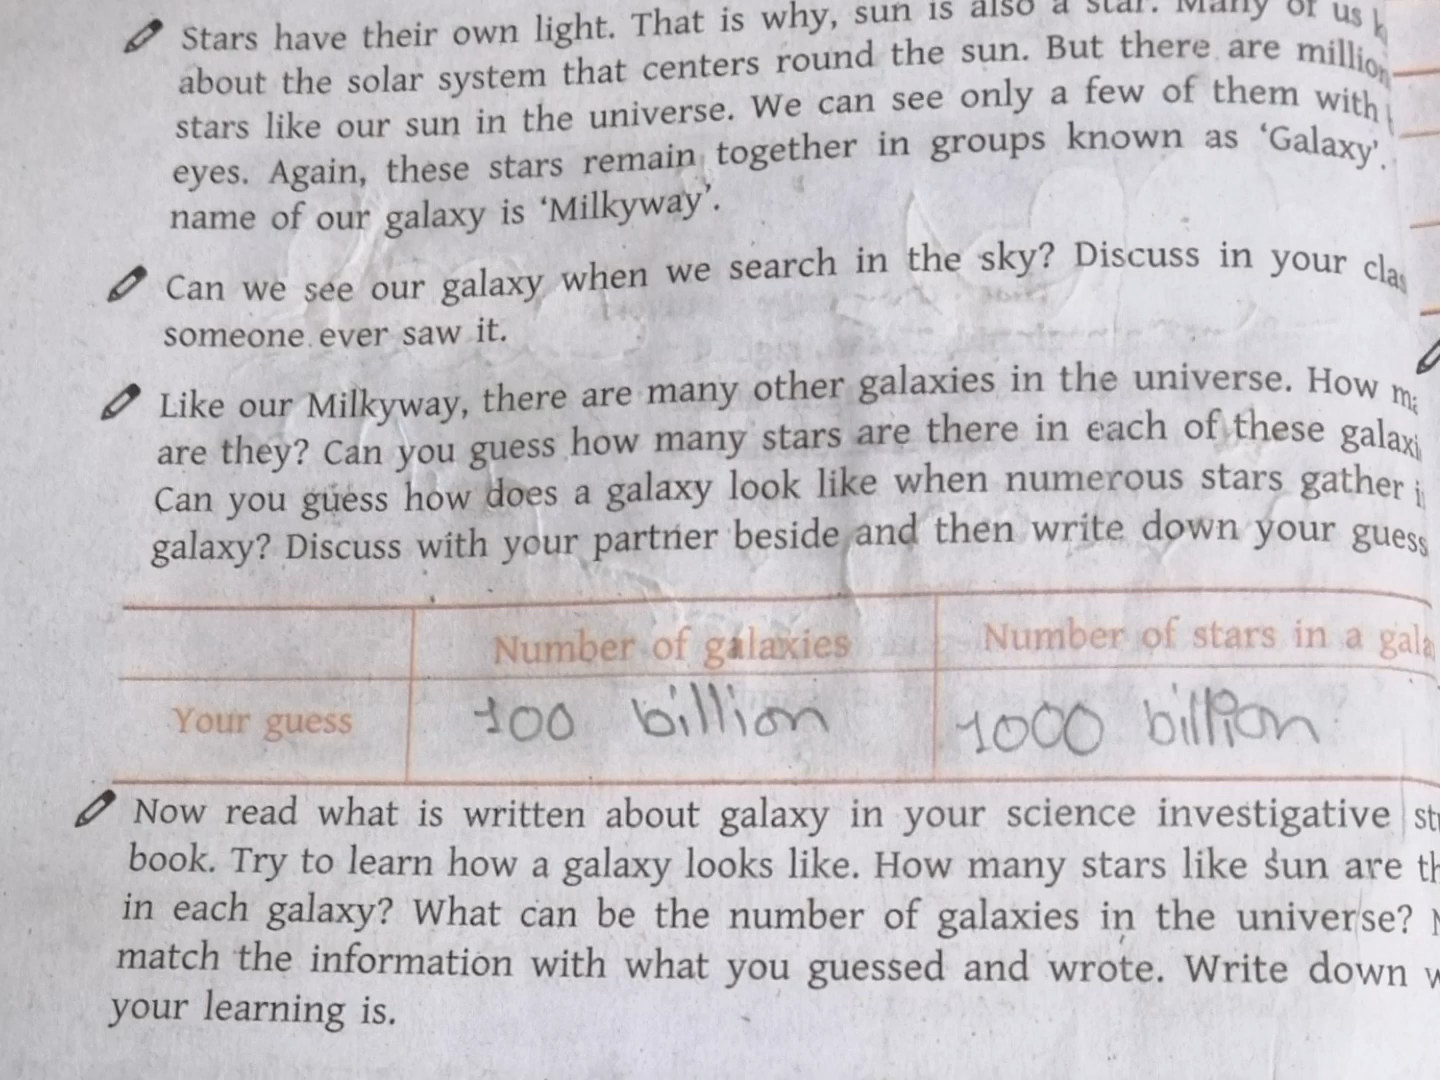 Stars have their own light. That is why, sun is also a star. Many of us
about the solar system that centers round the sun. But there are million
stars like our sun in the universe. We can see only a few of them with
eyes. Again, these stars remain together in groups known as ‘Galaxy’.
name of our galaxy is ‘Milkyway’.
Can we see our galaxy when we search in the sky? Discuss in your clas
someone ever saw it.
Like our Milkyway, there are many other galaxies in the universe. How
are they? Can you guess how many stars are there in each of these galaxi
Can you guess how does a galaxy look like when numerous stars gather
galaxy? Discuss with your partner beside and then write down your guess
Number of galaxies Number of stars in a gala
Your guess 100 billion 1000 billion
Now read what is written about galaxy in your science investigative
book. Try to learn how a galaxy looks like. How many stars like sun are
in each galaxy? What can be the number of galaxies in the universe?
match the information with what you guessed and wrote. Write down
your learning is.